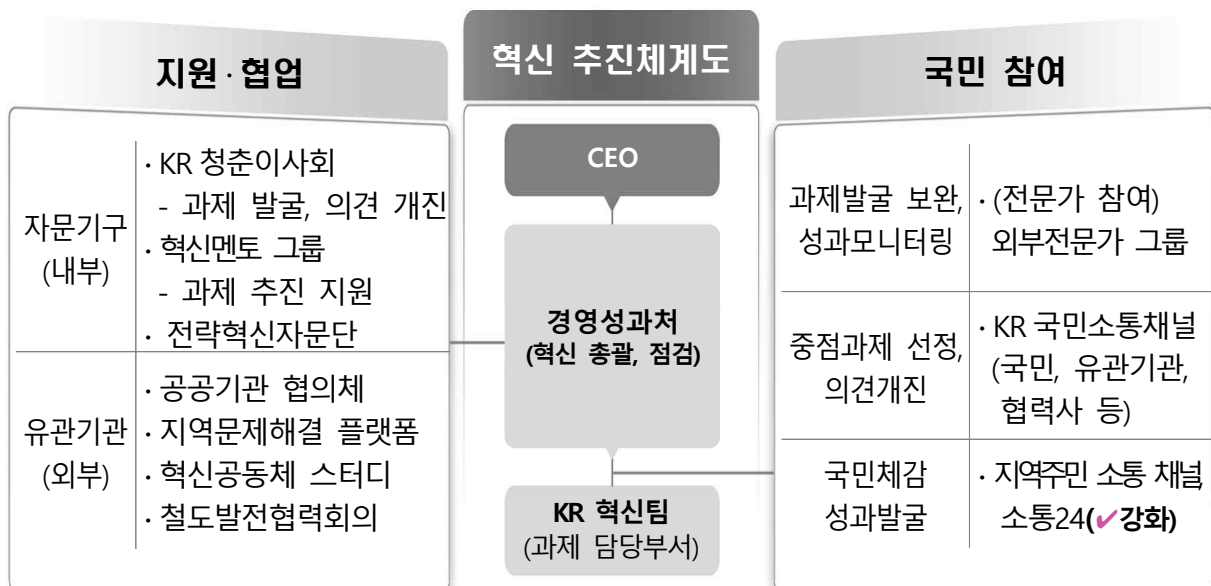 혁신 추진체계도
지원·협업
자문기구
(내부)
· KR 청춘이사회
- 과제 발굴, 의견 개진
· 혁신멘토 그룹
- 과제 추진 지원
· 전략혁신자문단
유관기관
(외부)
· 공공기관 협의체
· 지역문제해결 플랫폼
· 혁신공동체 스터디
· 철도발전협력회의
CEO
경영성과처
(혁신 총괄, 점검)
KR 혁신팀
(과제 담당부서)
국민 참여
과제발굴 보완,
성과모니터링
· (전문가 참여)
외부전문가 그룹
중점과제 선정,
의견개진
· KR 국민소통채널
(국민, 유관기관,
협력사 등)
국민체감
성과발굴
· 지역주민 소통 채널,
소통24(✔강화)